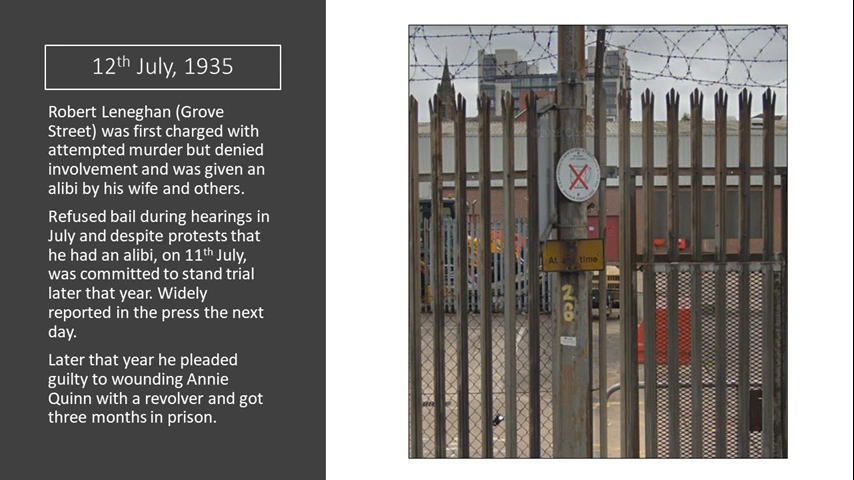 12th July, 1935
Robert Leneghan (Grove
Street) was first charged with
attempted murder but denied
involvement and was given an
alibi by his wife and others.
Refused bail during hearings in
July and despite protests that
he had an alibi, on 11th July,
was committed to stand trial
later that year. Widely
reported in the press the next
day.
Later that year he pleaded
guilty to wounding Annie
Quinn with a revolver and got
three months in prison.
At any time
26